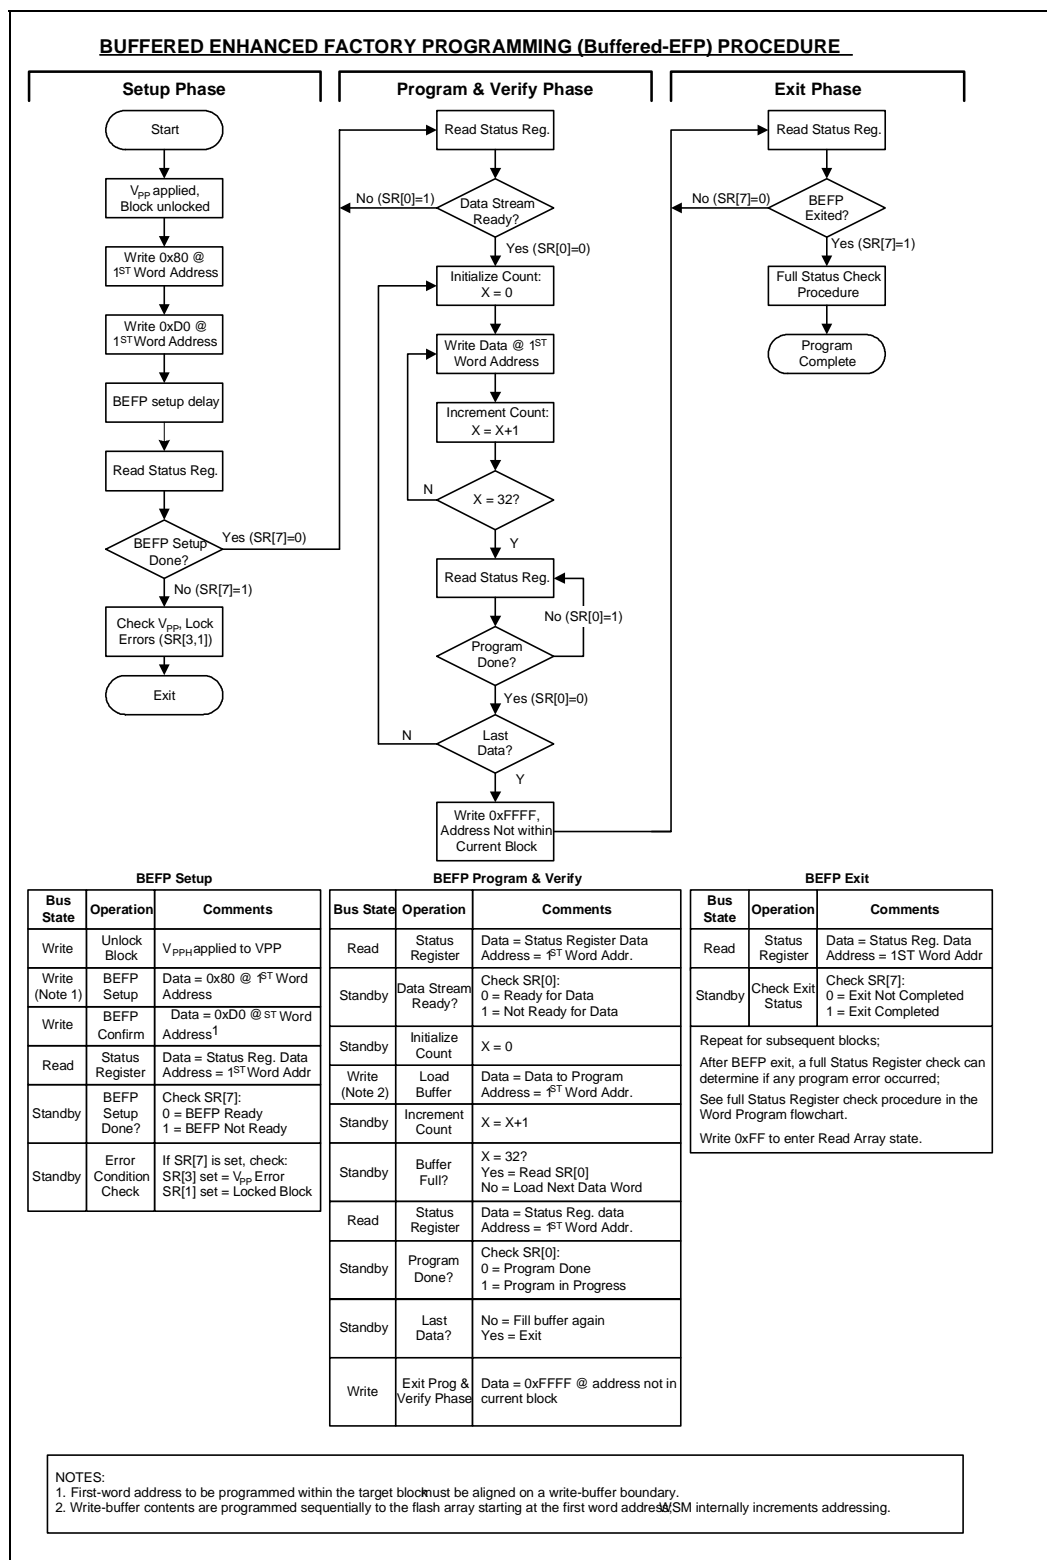 BUFFERED ENHANCED FACTORY PROGRAMMING (Buffered-EFP) PROCEDURE
Setup Phase
Start
VPP applied,
Block unlocked
Write 0x80 @
1ST Word Address
Write 0xD0 @
1ST Word Address
BEFP setup delay
Read Status Reg.
BEFP Setup
Done?
Yes (SR[7]=0)
No (SR[7]=1)
Check VPP, Lock
Errors (SR[3,1])
Exit
Program & Verify Phase
Read Status Reg.
No (SR[0]=1)
Data Stream
Ready?
Yes (SR[0]=0)
Initialize Count:
X = 0
Write Data @ 1ST
Word Address
Increment Count:
X = X+1
N
X = 32?
Y
Read Status Reg.
No (SR[0]=1)
Program
Done?
Yes (SR[0]=0)
N
Last
Data?
Y
Write 0xFFFF,
Address Not within
Current Block
Exit Phase
Read Status Reg.
No (SR[7]=0)
BEFP
Exited?
Yes (SR[7]=1)
Full Status Check
Procedure
Program
Complete
BEFP Setup
Bus State Operation Comments
Write Unlock Block VPPH applied to VPP
Write (Note 1) BEFP Setup Data = 0x80 @ 1ST Word Address
Write BEFP Confirm Data = 0xD0 @ ST Word Address1
Read Status Register Data = Status Reg. Data
Address = 1ST Word Addr
Standby BEFP Setup Done? Check SR[7]:
0 = BEFP Ready
1 = BEFP Not Ready
Standby Error Condition Check If SR[7] is set, check:
SR[3] set = VPP Error
SR[1] set = Locked Block
BEFP Program & Verify
Bus State Operation Comments
Read Status Register Data = Status Register Data
Address = 1ST Word Addr.
Standby Data Stream Ready? Check SR[0]:
0 = Ready for Data
1 = Not Ready for Data
Standby Initialize Count X = 0
Write (Note 2) Load Buffer Data = Data to Program
Address = 1ST Word Addr.
Standby Increment Count X = X+1
Standby Buffer Full? X = 32?
Yes = Read SR[0]
No = Load Next Data Word
Read Status Register Data = Status Reg. data
Address = 1ST Word Addr.
Standby Program Done? Check SR[0]:
0 = Program Done
1 = Program in Progress
Standby Last Data? No = Fill buffer again
Yes = Exit
Write Exit Prog & Verify Phase Data = 0xFFFF @ address not in
current block
BEFP Exit
Bus State Operation Comments
Read Status Register Data = Status Reg. Data
Address = 1ST Word Addr
Standby Check Exit Status Check SR[7]:
0 = Exit Not Completed
1 = Exit Completed
Repeat for subsequent blocks;
After BEFP exit, a full Status Register check can
determine if any program error occurred;
See full Status Register check procedure in the
Word Program flowchart.
Write 0xFF to enter Read Array state.
NOTES:
1. First-word address to be programmed within the target block must be aligned on a write-buffer boundary.
2. Write-buffer contents are programmed sequentially to the flash array starting at the first word address; WSM internally increments addressing.